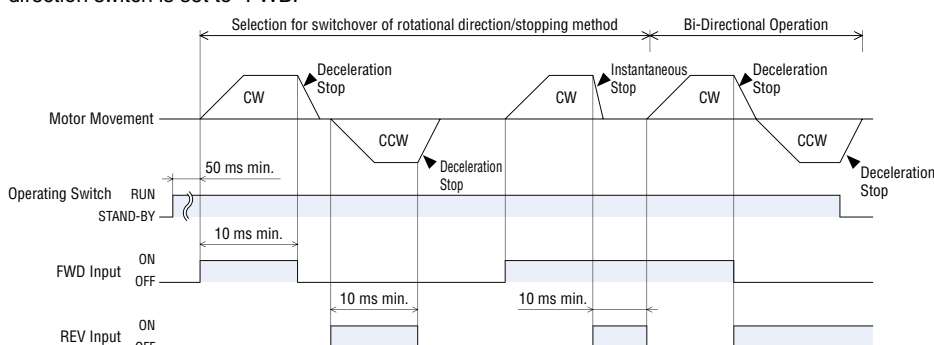 direction switch is set to "FWD."
Selection for switchover of rotational direction/stopping method
Bi-Directional Operation
Deceleration
Stop
Instantaneous
Stop
Deceleration
Stop
CW
CW
CW
Motor Movement
CCW
CCW
Deceleration
Stop
Deceleration
Stop
50 ms min.
Operating Switch
RUN
STAND-BY
10 ms min.
FWD Input
ON
OFF
10 ms min.
10 ms min.
REV Input
ON
OFF